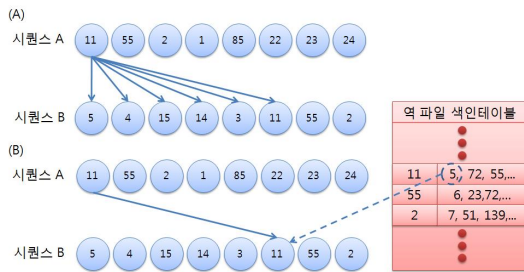 (A)
시퀀스 A 11 55 2 1 85 22 23 24
시퀀스 B 5 4 15 14 3 11 55 2
역 파일 색인테이블
(B)
시퀀스 A 11 55 2 1 85 22 23 24
11 5, 72, 55,...
55 6, 23,72,...
2 7, 51, 139,...
시퀀스 B 5 4 15 14 3 11 55 2